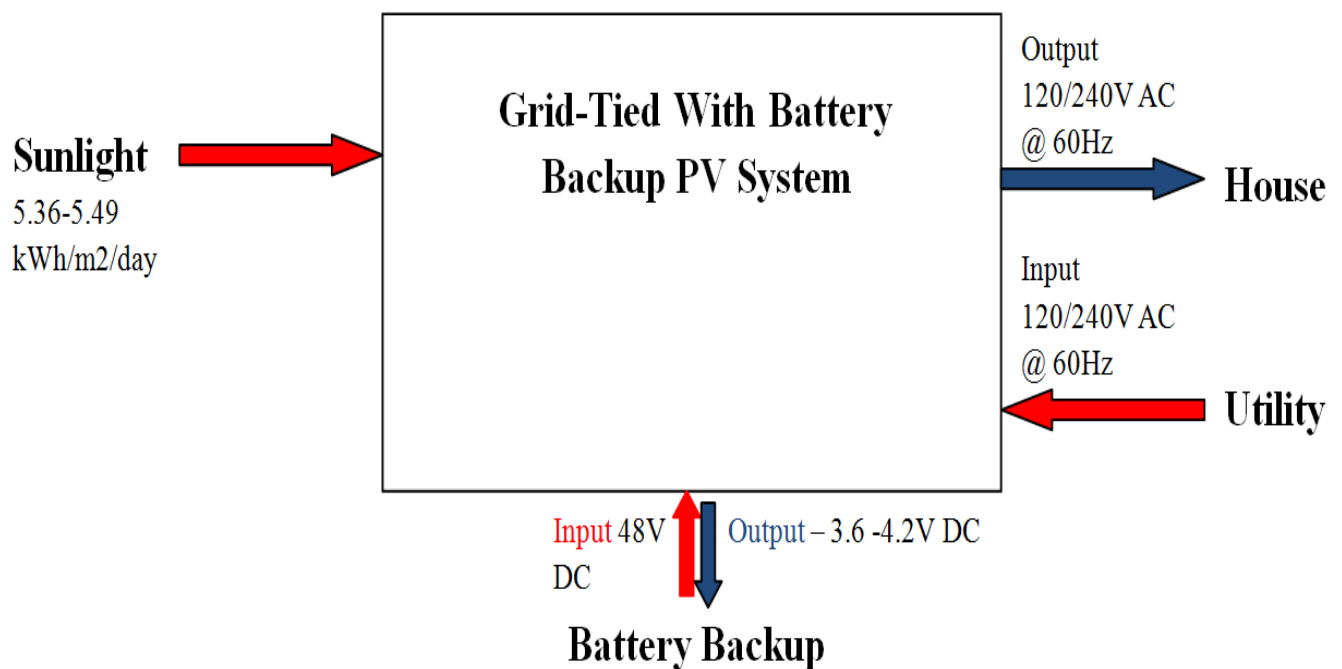 Grid-Tied With Battery
Backup PV System
Sunlight
5.36-5.49
kWh/m2/day
Output
120/240V AC
@ 60Hz
House
Input
120/240V AC
@ 60Hz
Utility
Input 48V
DC
Output – 3.6 -4.2V DC
Battery Backup